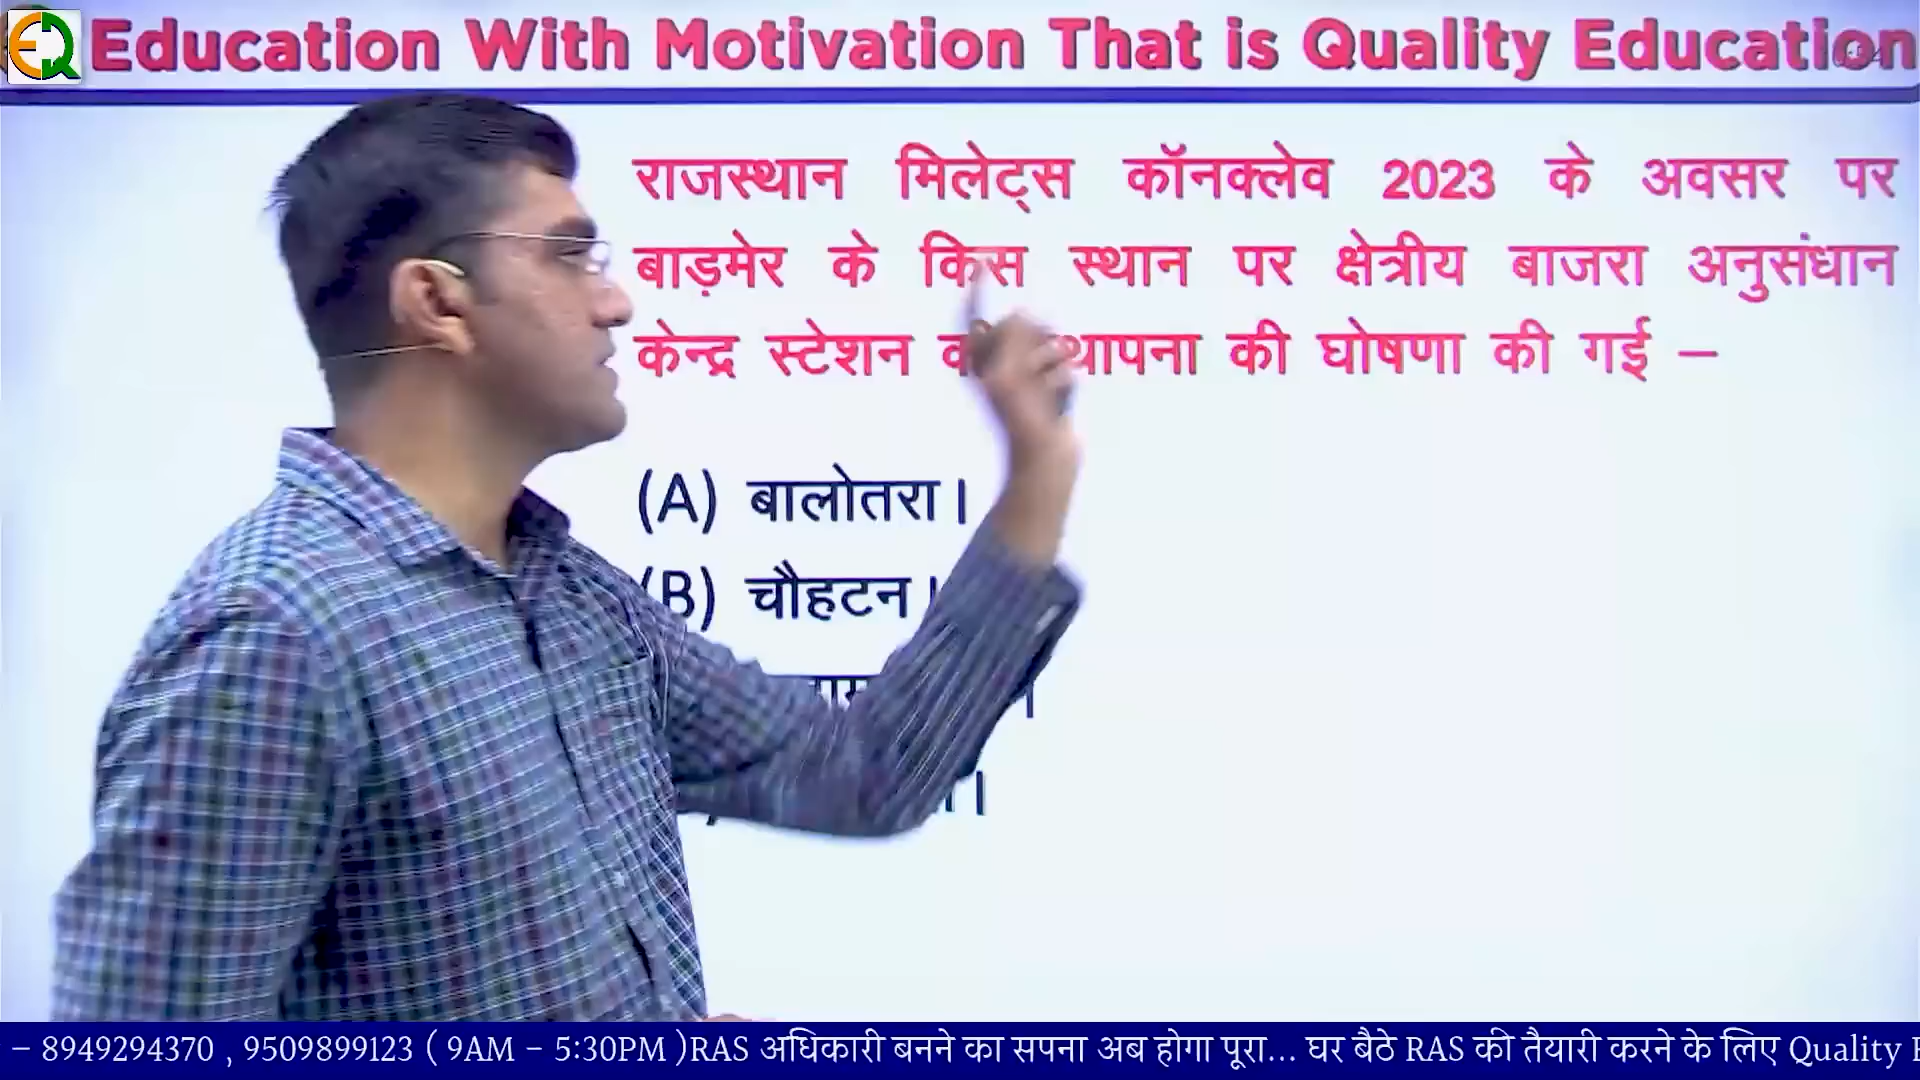 EQ Education With Motivation That is Quality Education
राजस्थान मिलेट्स कॉनक्लेव 2023 के अवसर पर
बाड़मेर के किस स्थान पर क्षेत्रीय बाजरा अनुसंधान
केन्द्र स्टेशन की स्थापना की घोषणा की गई –
(A) बालोतरा।
(B) चौहटन।
– 8949294370 , 9509899123 ( 9AM – 5:30PM )RAS अधिकारी बनने का सपना अब होगा पूरा... घर बैठे RAS की तैयारी करने के लिए Quality